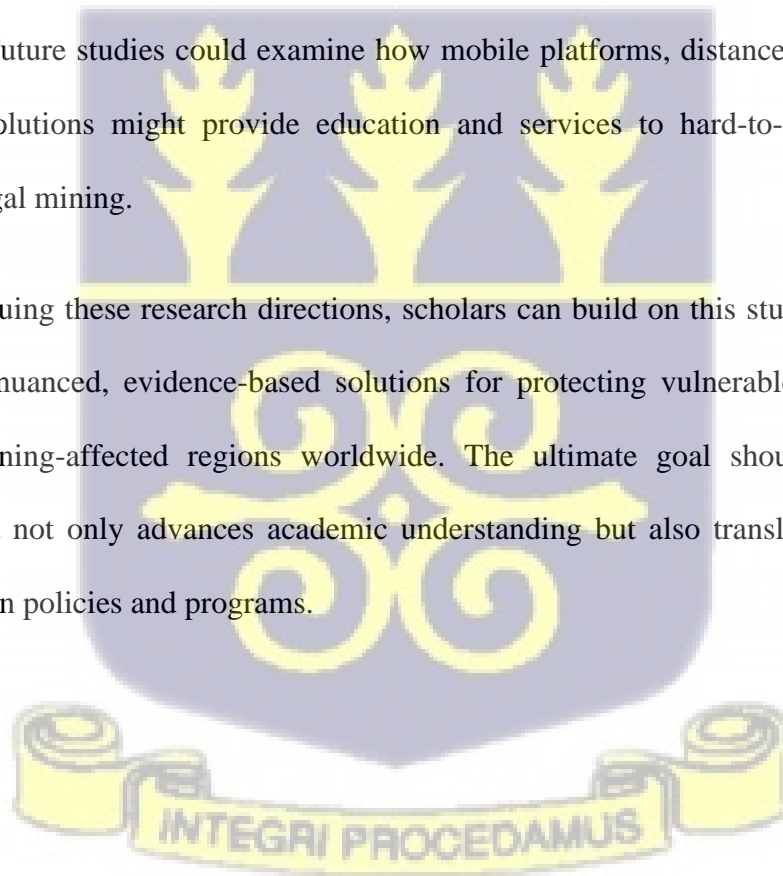 uture studies could examine how mobile platforms, distance
olutions might provide education and services to hard-to-
gal mining.
uing these research directions, scholars can build on this stu
nuanced, evidence-based solutions for protecting vulnerable
ning-affected regions worldwide. The ultimate goal shou
not only advances academic understanding but also transl
n policies and programs.
INTEGRI PROCEDAMUS